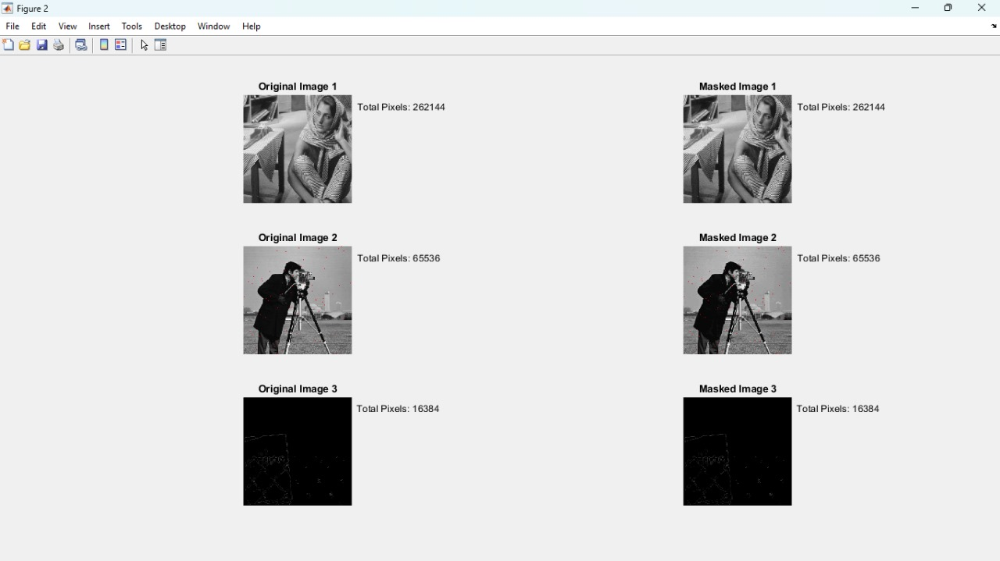 Figure 2
File Edit View Insert Tools Desktop Window Help
Original Image 1
Total Pixels: 262144
Masked Image 1
Total Pixels: 262144
Original Image 2
Total Pixels: 65536
Masked Image 2
Total Pixels: 65536
Original Image 3
Total Pixels: 16384
Masked Image 3
Total Pixels: 16384